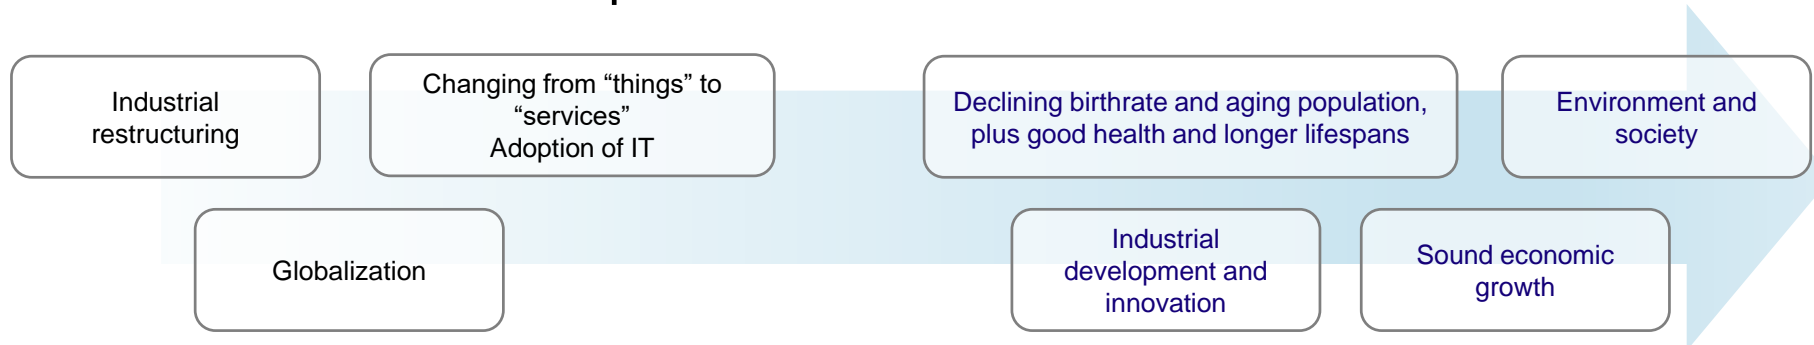 Industrial
restructuring
Changing from “things” to
“services”
Adoption of IT
Declining birthrate and aging population,
plus good health and longer lifespans
Environment and
society
Globalization
Industrial
development and
innovation
Sound economic
growth